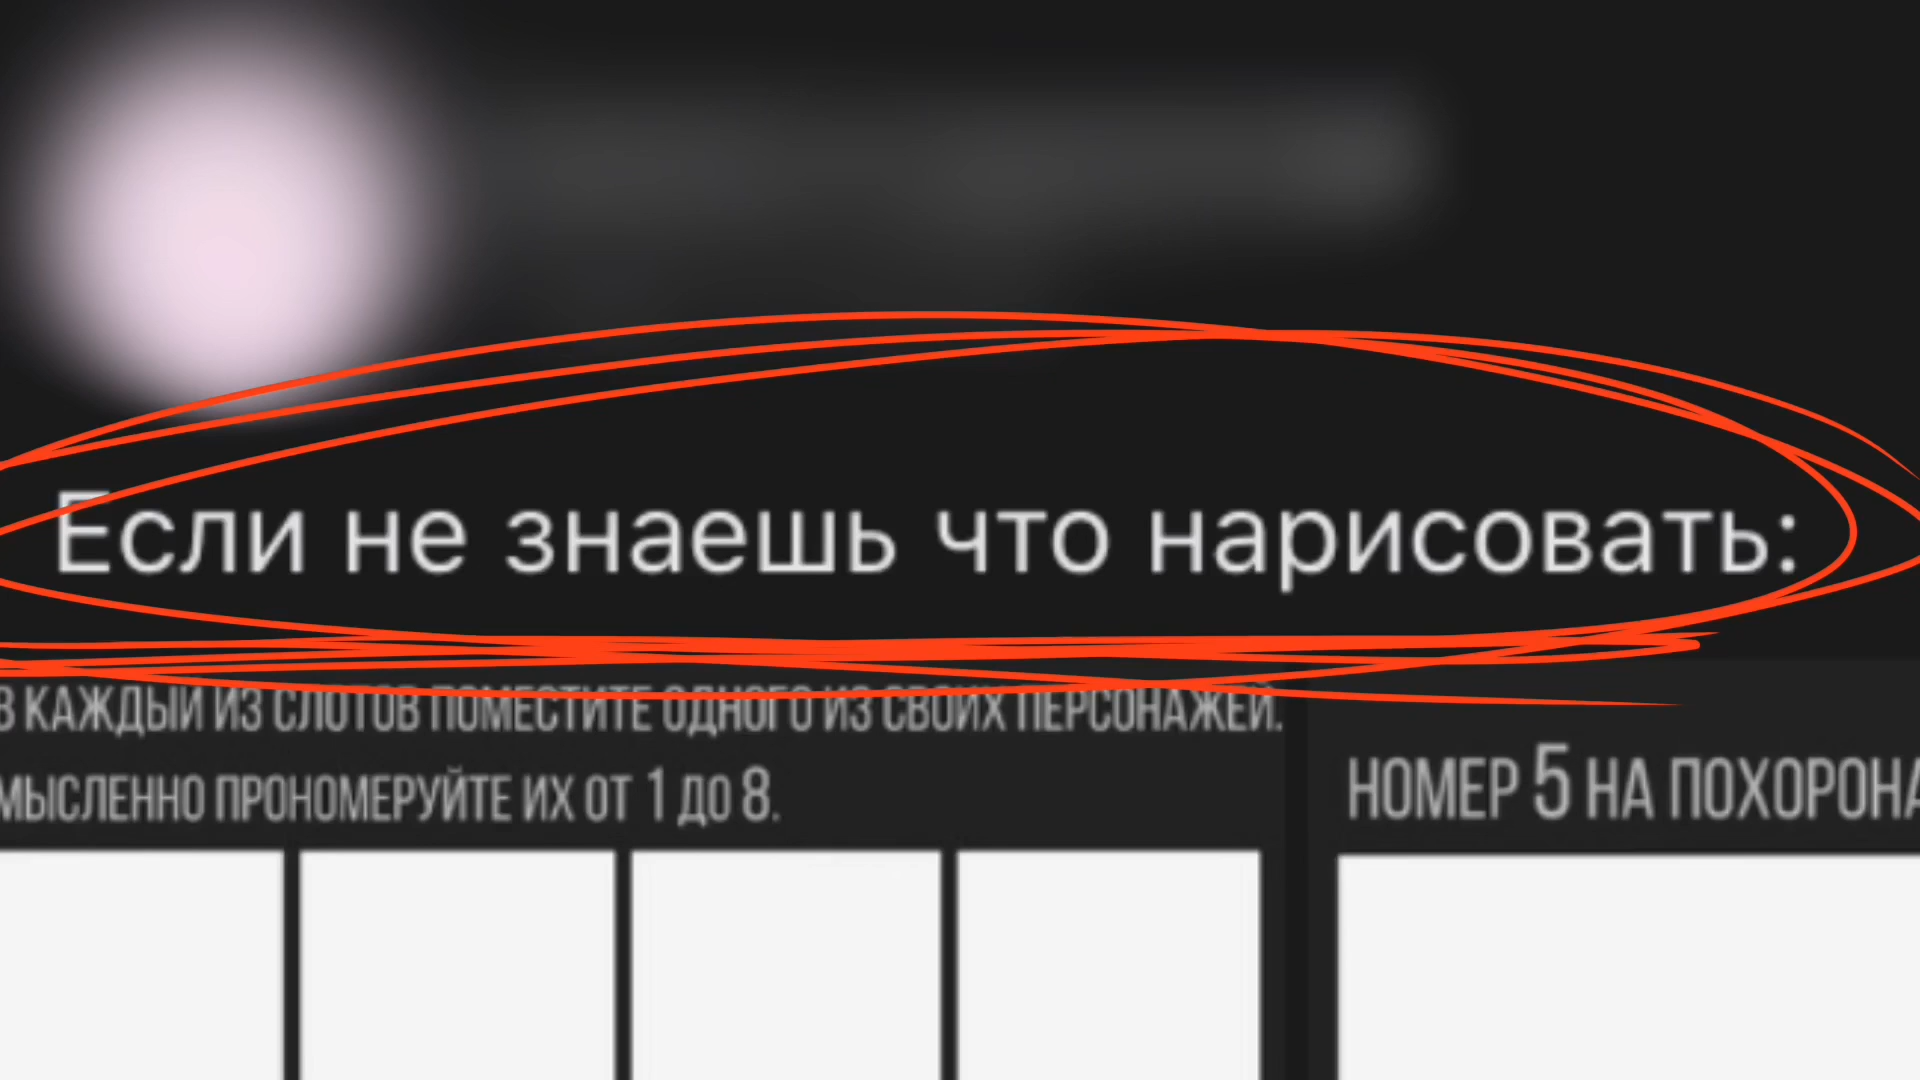 Если не знаешь что нарисовать:
В КАЖДЫЙ ИЗ СЛОТОВ ПОМЕСТИТЕ ОДНОГО ИЗ СВОИХ ПЕРСОНАЖЕЙ.
МЫСЛЕННО ПРОНОМЕРУЙТЕ ИХ ОТ 1 ДО 8.
НОМЕР 5 НА ПОХОРОНА